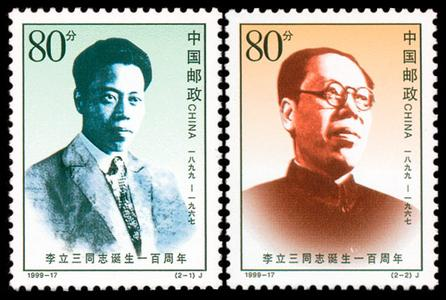 80分
中国邮政
CHINA
一八九九－一九六七
李立三同志诞生一百周年
1999-17
(2-1) J
80分
中国邮政
CHINA
一八九九－一九六七
李立三同志诞生一百周年
1999-17
(2-2) J